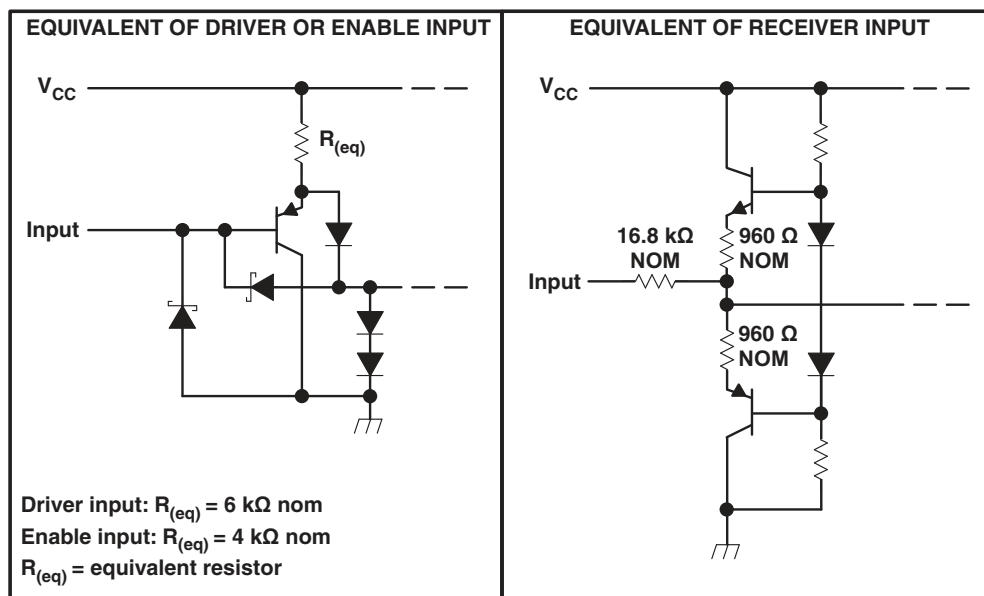 EQUIVALENT OF DRIVER OR ENABLE INPUT
VCC
R(eq)
Input
Driver input: R(eq) = 6 kΩ nom
Enable input: R(eq) = 4 kΩ nom
R(eq) = equivalent resistor
EQUIVALENT OF RECEIVER INPUT
VCC
16.8 kΩ
NOM
960 Ω
NOM
Input
960 Ω
NOM